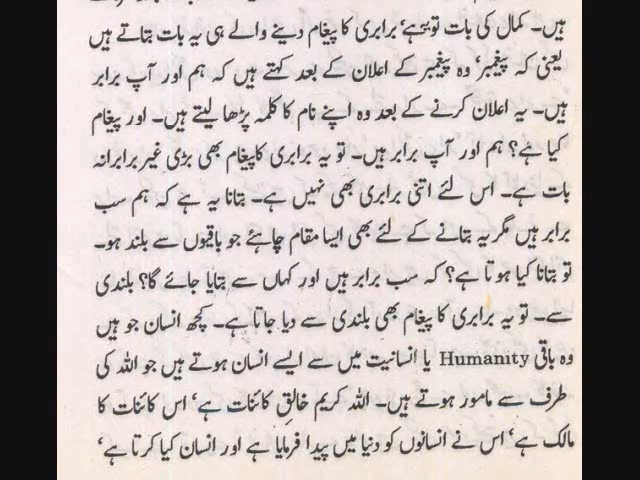 ہیں۔ کمال کی بات تو یہ ہے‘ برابری کا پیغام دینے والے ہی یہ بات بتاتے ہیں
یعنی کہ پیغمبر‘ وہ پیغمبر کے اعلان کے بعد کہتے ہیں کہ ہم اور آپ برابر
ہیں۔ یہ اعلان کرنے کے بعد وہ اپنے نام کا کلمہ پڑھا لیتے ہیں۔ اور پیغام
کیا ہے؟ ہم اور آپ برابر ہیں۔ تو یہ برابری کا پیغام بھی بڑی غیر برابرانہ
بات ہے۔ اس لئے اتنی برابری بھی نہیں ہے۔ بتانا یہ ہے کہ ہم سب
برابر ہیں مگر یہ بتانے کے لئے بھی ایسا مقام چاہئے جو باقیوں سے بلند ہو۔
تو بتانا کیا ہوتا ہے؟ کہ سب برابر ہیں اور کہاں سے بتایا جائے گا؟ بلندی
سے۔ تو یہ برابری کا پیغام بھی بلندی سے دیا جاتا ہے۔ کچھ انسان جو ہیں
وہ باقی Humanity یا انسانیت میں سے ایسے انسان ہوتے ہیں جو اللہ کی
طرف سے مامور ہوتے ہیں۔ اللہ کریم خالقِ کائنات ہے‘ اس کائنات کا
مالک ہے‘ اس نے انسانوں کو دنیا میں پیدا فرمایا ہے اور انسان کیا کرتا ہے‘